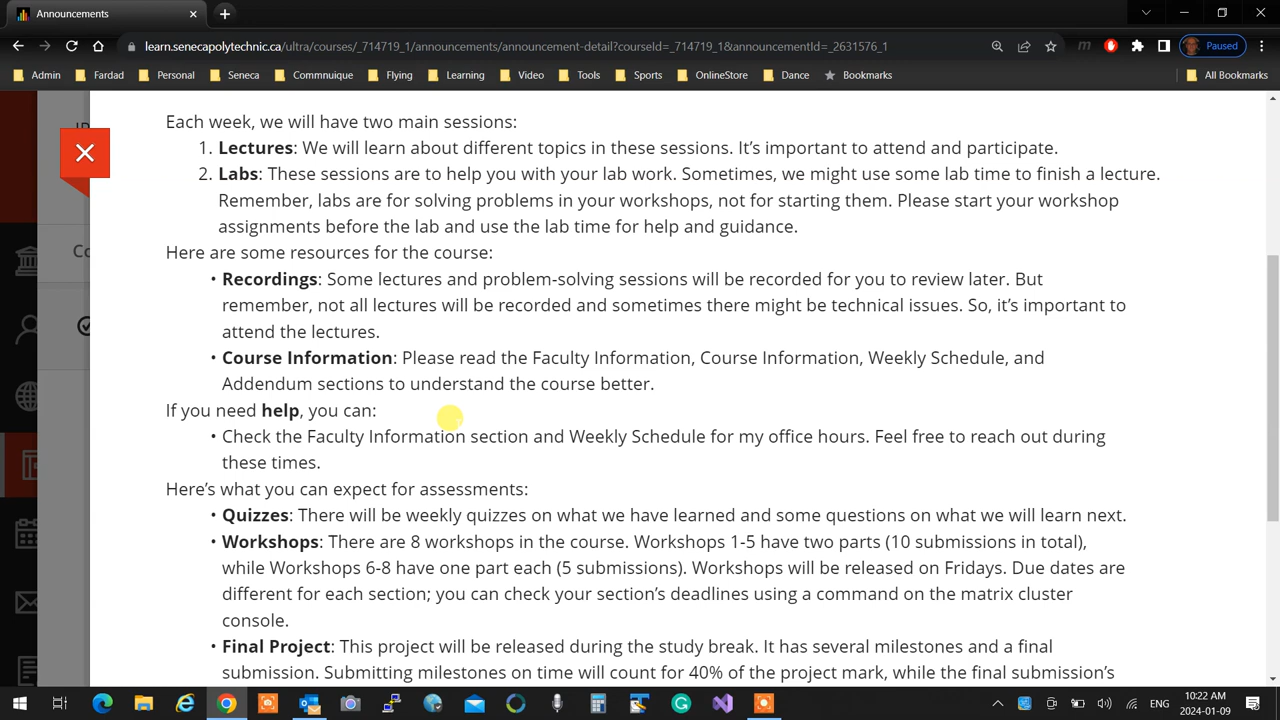 Announcements
learn.senecapolytechnic.ca/ultra/courses/_714719_1/announcements/announcement-detail?courseId=_714719_1&announcementId=_2631576_1
Paused
Admin Fardad Personal Seneca Commnuique Flying Learning Video Tools Sports OnlineStore Dance Bookmarks All Bookmarks
Each week, we will have two main sessions:
1. Lectures: We will learn about different topics in these sessions. It’s important to attend and participate.
2. Labs: These sessions are to help you with your lab work. Sometimes, we might use some lab time to finish a lecture.
Remember, labs are for solving problems in your workshops, not for starting them. Please start your workshop
assignments before the lab and use the lab time for help and guidance.
Here are some resources for the course:
• Recordings: Some lectures and problem-solving sessions will be recorded for you to review later. But
remember, not all lectures will be recorded and sometimes there might be technical issues. So, it’s important to
attend the lectures.
• Course Information: Please read the Faculty Information, Course Information, Weekly Schedule, and
Addendum sections to understand the course better.
If you need help, you can:
• Check the Faculty Information section and Weekly Schedule for my office hours. Feel free to reach out during
these times.
Here’s what you can expect for assessments:
• Quizzes: There will be weekly quizzes on what we have learned and some questions on what we will learn next.
• Workshops: There are 8 workshops in the course. Workshops 1-5 have two parts (10 submissions in total),
while Workshops 6-8 have one part each (5 submissions). Workshops will be released on Fridays. Due dates are
different for each section; you can check your section’s deadlines using a command on the matrix cluster
console.
• Final Project: This project will be released during the study break. It has several milestones and a final
submission. Submitting milestones on time will count for 40% of the project mark, while the final submission’s
ENG
10:22 AM
2024-01-09